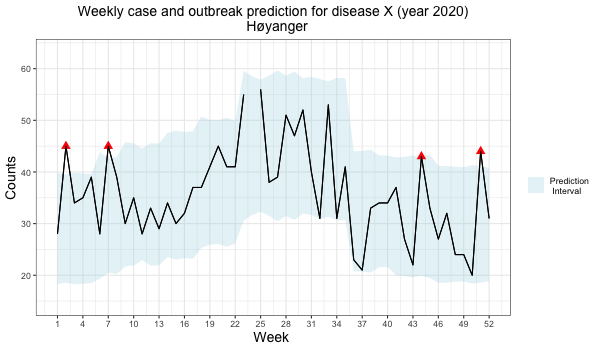 Weekly case and outbreak prediction for disease X (year 2020)
Høyanger
Counts
60
50
40
30
20
1 4 7 10 13 16 19 22 25 28 31 34 37 40 43 46 49 52
Week
Prediction
Interval